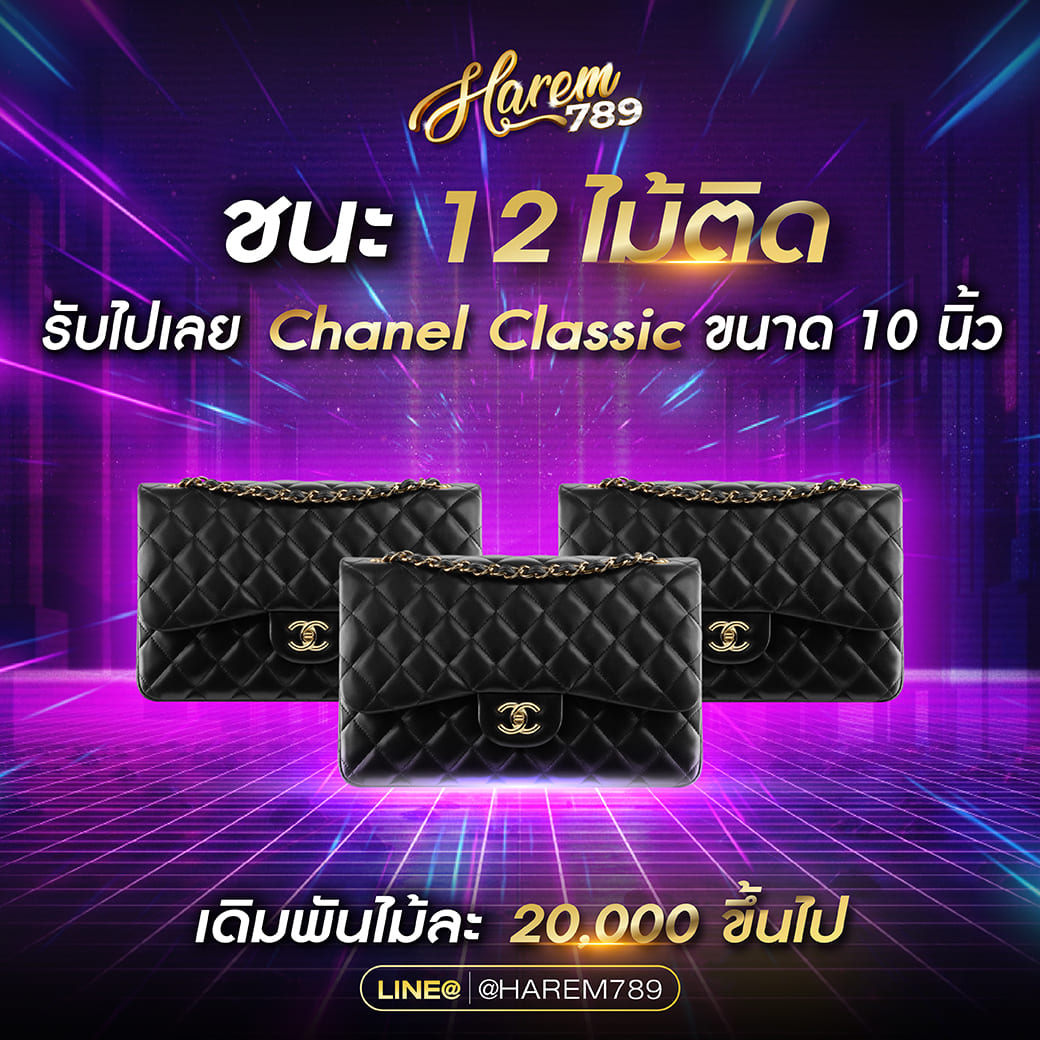 Harem
789
ชนะ 12 ไม้ติด
รับไปเลย Chanel Classic ขนาด 10 นิ้ว
เดิมพันไม้ละ 20,000 ขึ้นไป
LINE@ | @HAREM789